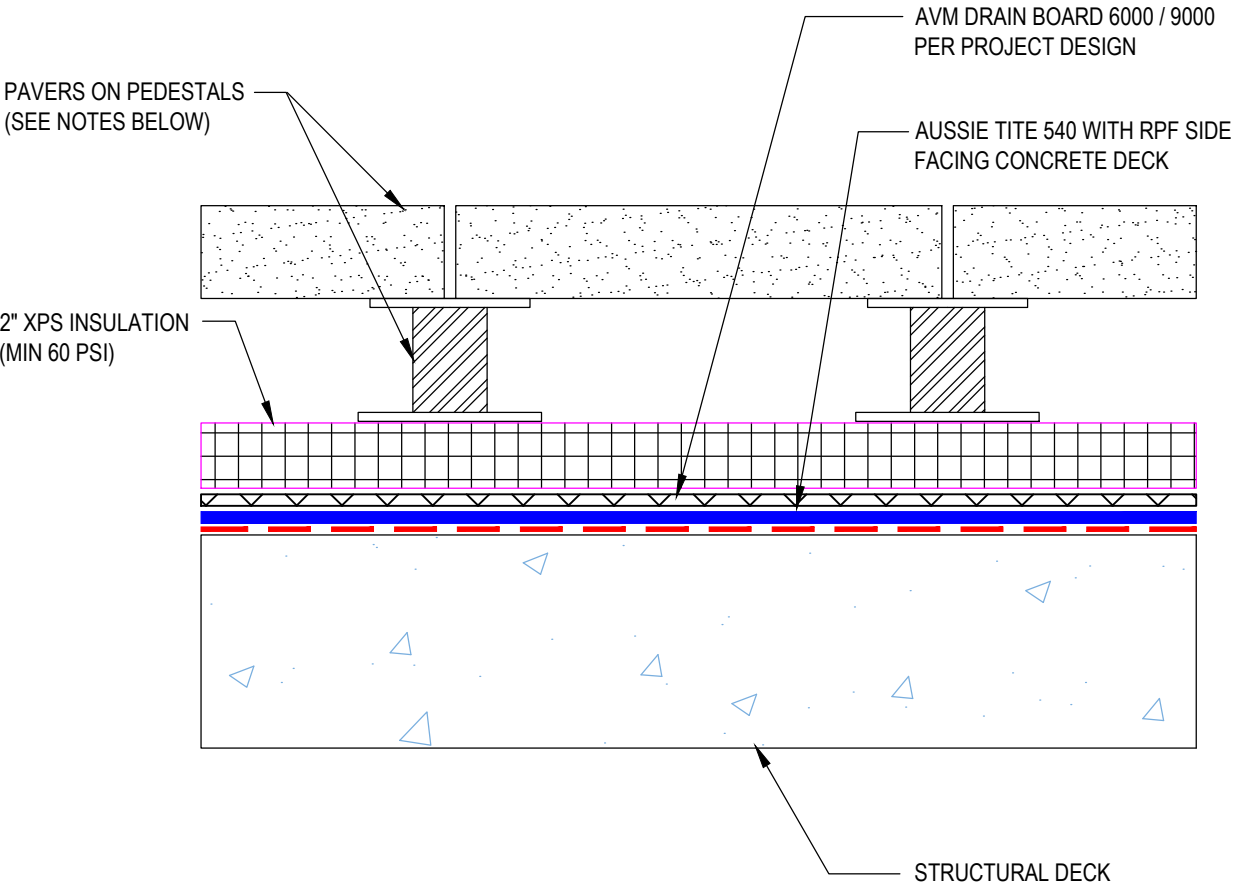 AVM DRAIN BOARD 6000 / 9000
PER PROJECT DESIGN
PAVERS ON PEDESTALS
(SEE NOTES BELOW)
AUSSIE TITE 540 WITH RPF SIDE
FACING CONCRETE DECK
2" XPS INSULATION
(MIN 60 PSI)
STRUCTURAL DECK